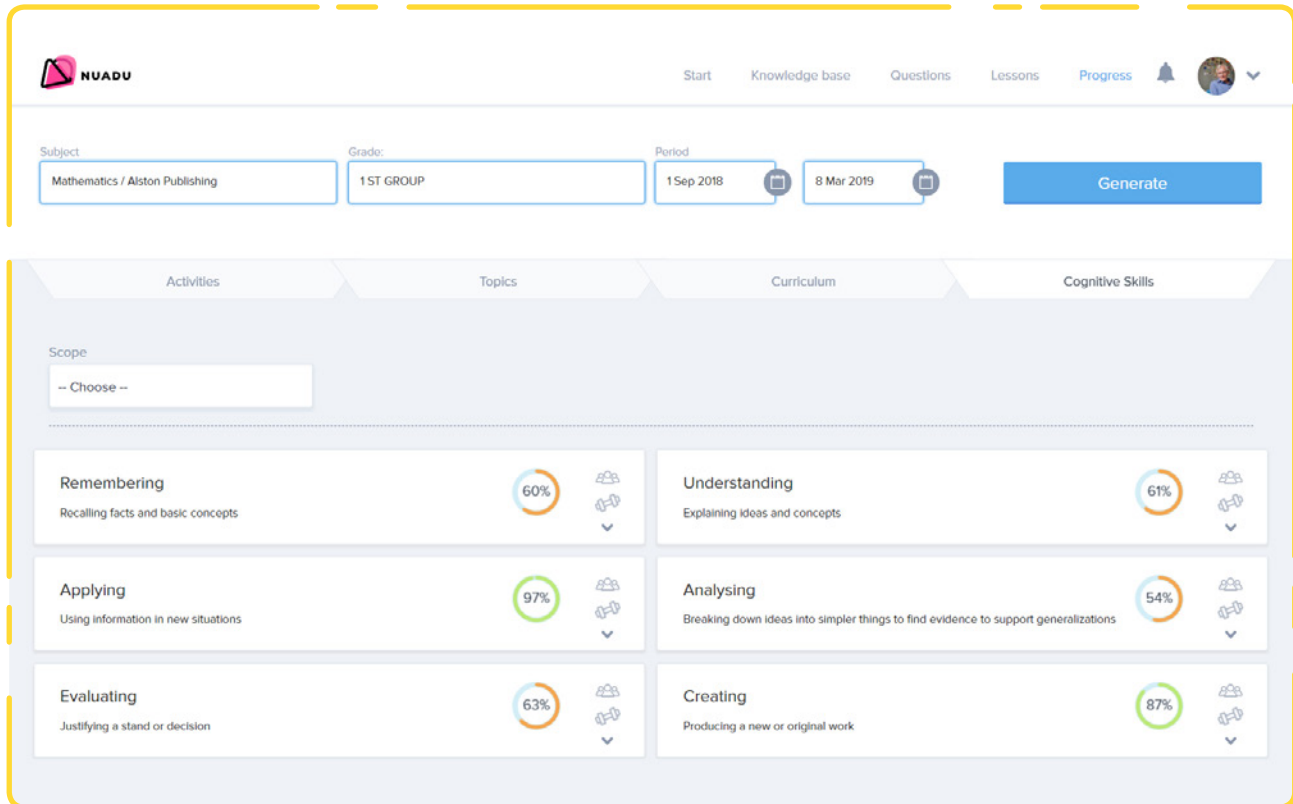 NUADU
Start Knowledge base Questions Lessons Progress
Subject Grade: Period
Mathematics / Alston Publishing 1 ST GROUP 1 Sep 2018 8 Mar 2019 Generate
Activities Topics Curriculum Cognitive Skills
Scope
-- Choose --
Remembering
60%
Recalling facts and basic concepts
Understanding
61%
Explaining ideas and concepts
Applying
97%
Using information in new situations
Analysing
54%
Breaking down ideas into simpler things to find evidence to support generalizations
Evaluating
63%
Justifying a stand or decision
Creating
87%
Producing a new or original work